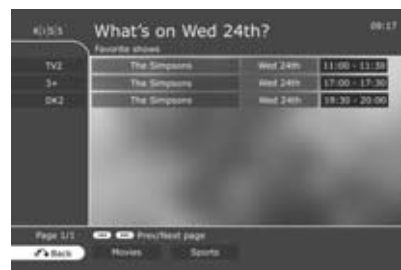 KISS
What's on Wed 24th?
09:17
Favorite shows
TV2 The Simpsons Wed 24th 11:00 - 11:30
3+ The Simpsons Wed 24th 17:00 - 17:30
DK2 The Simpsons Wed 24th 19:30 - 20:00
Page 1/1 Prev/Next page
Back Movies Sports